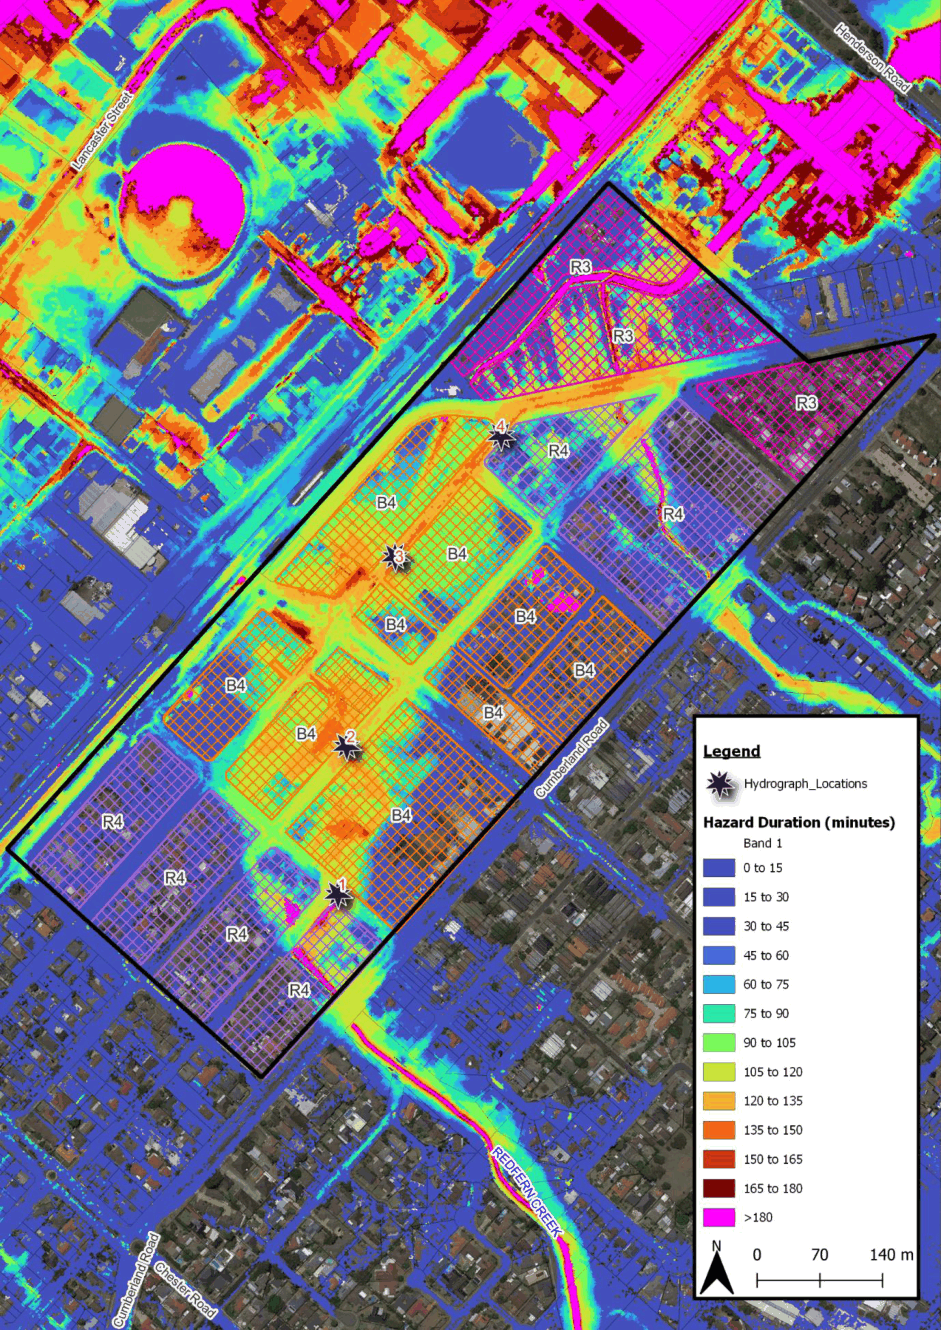 Henderson Road
Lancaster Street
R3
R3
R3
4
R4
B4
R4
3
B4
B4
B4
B4
B4
B4
B4
2
Cumberland Road
B4
R4
R4
1
R4
R4
REDFERN CREEK
Cumberland Road
Chester Road
Legend
Hydrograph_Locations
Hazard Duration (minutes)
Band 1
0 to 15
15 to 30
30 to 45
45 to 60
60 to 75
75 to 90
90 to 105
105 to 120
120 to 135
135 to 150
150 to 165
165 to 180
>180
N
0 70 140 m